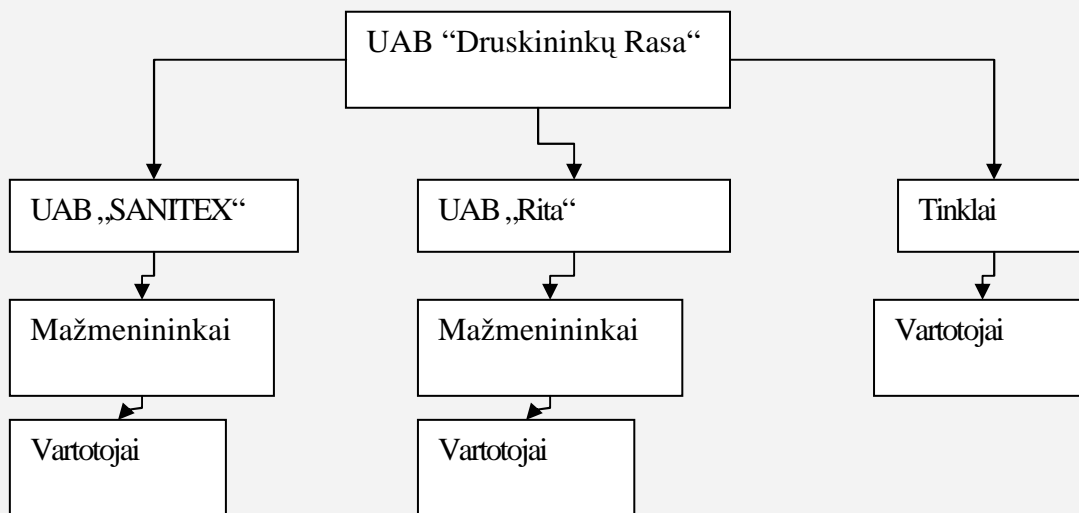 UAB “Druskininkų Rasa“
UAB „SANITEX“
UAB „Rita“
Tinklai
Mažmenininkai
Mažmenininkai
Vartotojai
Vartotojai
Vartotojai